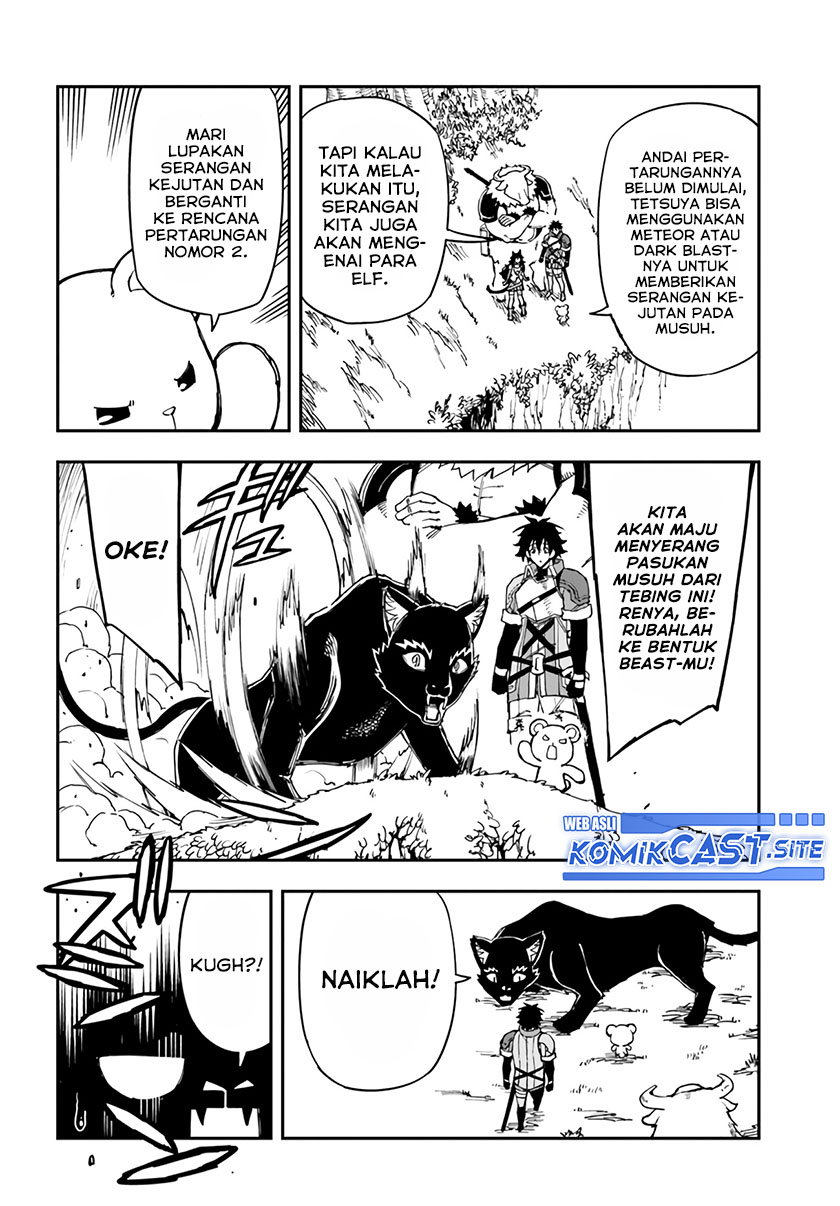 ANDAI PER-
TARUNGANNYA
BELUM DIMULAI,
TETSUYA BISA
MENGGUNAKAN
METEOR ATAU
DARK BLAST-
NYA UNTUK
MEMBERIKAN
SERANGAN KE-
JUTAN PADA
MUSUH.
TAPI KALAU
KITA MELA-
KUKAN ITU,
SERANGAN
KITA JUGA
AKAN MENG-
ENAI PARA
ELF.
MARI
LUPAKAN
SERANGAN
KEJUTAN DAN
BERGANTI
KE RENCANA
PERTARUNGAN
NOMOR 2.
KITA
AKAN MAJU
MENYERANG
PASUKAN
MUSUH DARI
TEBING INI!
RENYA, BE-
RUBAHLAH
KE BENTUK
BEAST-MU!
OKE!
WEB ASLI
KOMIKCAST.SITE
NAIKLAH!
KUGH?!